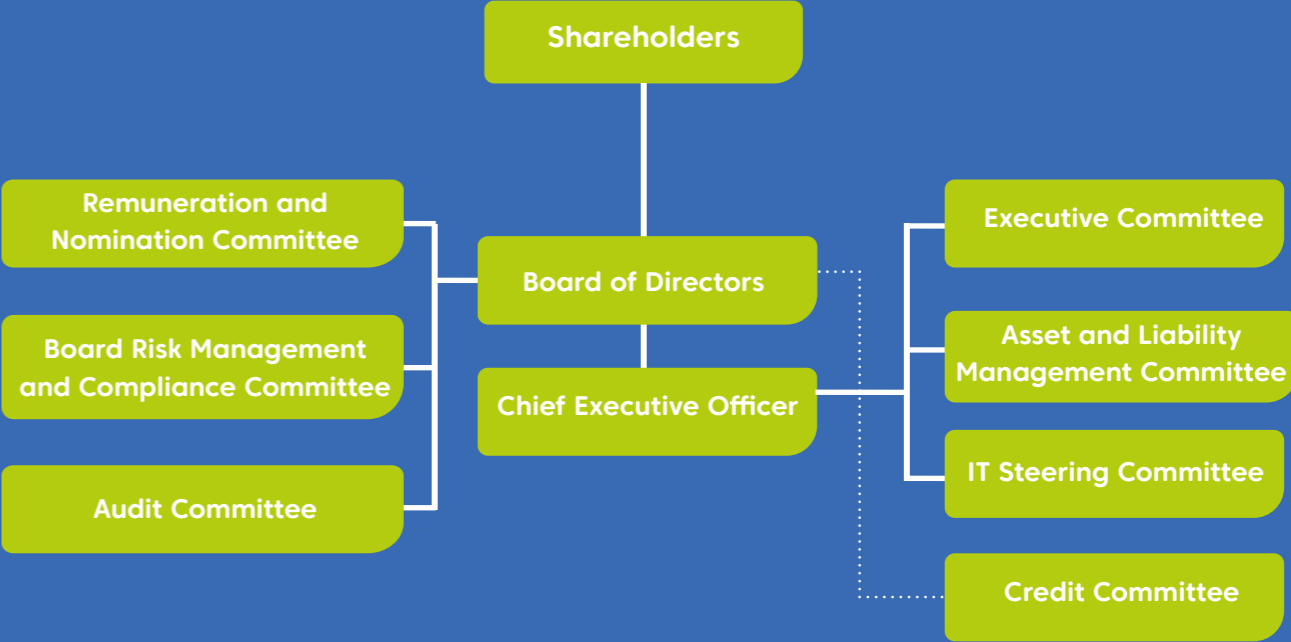 Shareholders
Remuneration and
Nomination Committee
Board Risk Management
and Compliance Committee
Audit Committee
Board of Directors
Chief Executive Officer
Executive Committee
Asset and Liability
Management Committee
IT Steering Committee
Credit Committee